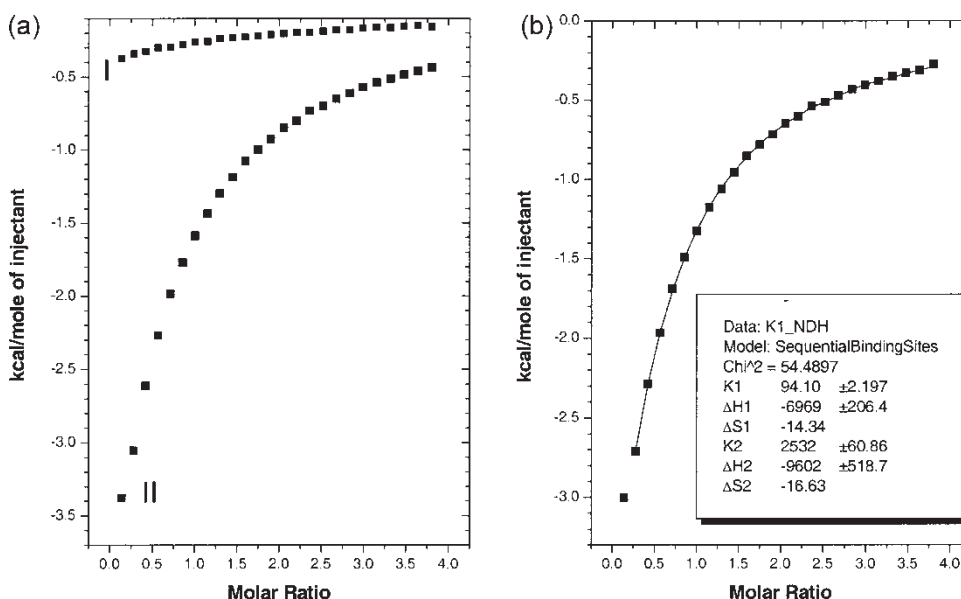 (a)
kcal/mole of injectant
-0.5
-1.0
-1.5
-2.0
-2.5
-3.0
-3.5
I
II
0.0 0.5 1.0 1.5 2.0 2.5 3.0 3.5 4.0
Molar Ratio
(b)
kcal/mole of injectant
0.0
-0.5
-1.0
-1.5
-2.0
-2.5
-3.0
Data: K1_NDH
Model: SequentialBindingSites
Chi^2 = 54.4897
K1 94.10 ±2.197
ΔH1 -6969 ±206.4
ΔS1 -14.34
K2 2532 ±60.86
ΔH2 -9602 ±518.7
ΔS2 -16.63
0.0 0.5 1.0 1.5 2.0 2.5 3.0 3.5 4.0
Molar Ratio